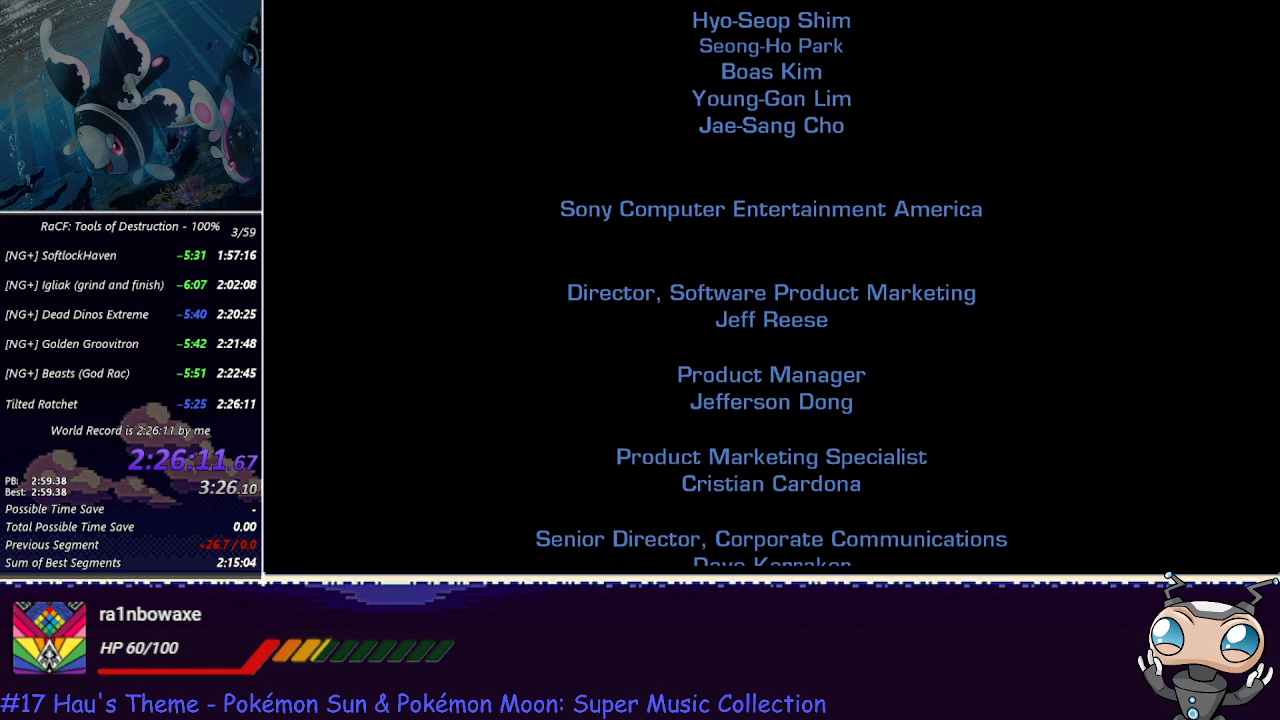 Hyo-Seop Shim
Seong-Ho Park
Boas Kim
Young-Gon Lim
Jae-Sang Cho
Sony Computer Entertainment America
Director, Software Product Marketing
Jeff Reese
Product Manager
Jefferson Dong
Product Marketing Specialist
Cristian Cardona
Senior Director, Corporate Communications
RaCF: Tools of Destruction - 100% 3/59
[NG+] SoftlockHaven −5:31 1:57:16
[NG+] Igliak (grind and finish) −6:07 2:02:08
[NG+] Dead Dinos Extreme −5:40 2:20:25
[NG+] Golden Groovitron −5:42 2:21:48
[NG+] Beasts (God Rac) −5:51 2:22:45
Tilted Ratchet −5:25 2:26:11
World Record is 2:26:11 by me
2:26:11.67
PB: 2:59.38
Best: 2:59.38
3:26.10
Possible Time Save -
Total Possible Time Save 0.00
Previous Segment +26.7 / 0.0
Sum of Best Segments 2:15:04
ra1nbowaxe
HP 60/100
#17 Hau's Theme - Pokémon Sun & Pokémon Moon: Super Music Collection